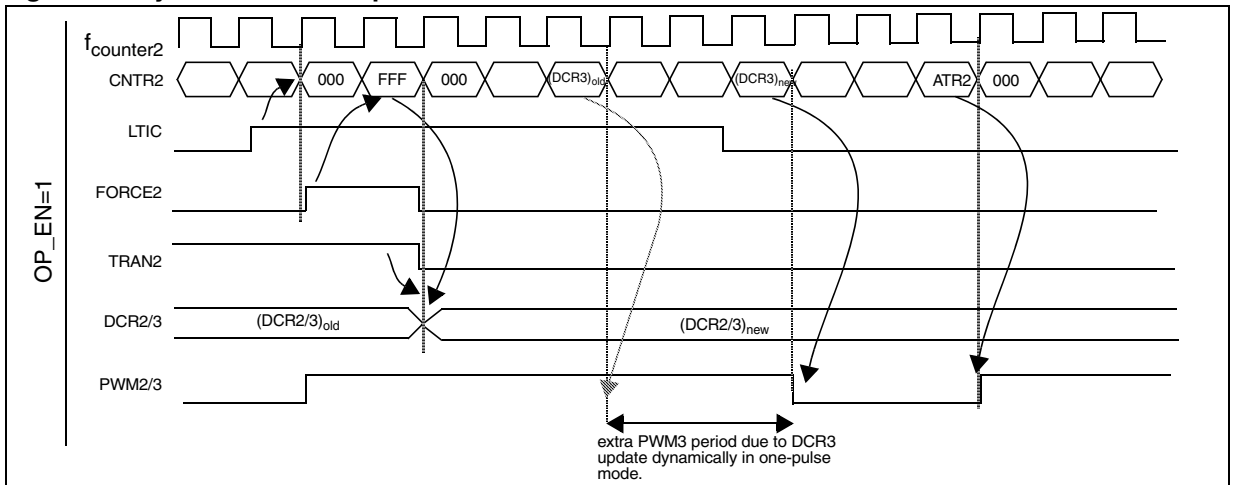 fcounter2
CNTR2
000
FFF
000
(DCR3)old
(DCR3)new
ATR2
000
LTIC
FORCE2
OP_EN=1
TRAN2
DCR2/3
(DCR2/3)old
(DCR2/3)new
PWM2/3
extra PWM3 period due to DCR3
update dynamically in one-pulse
mode.